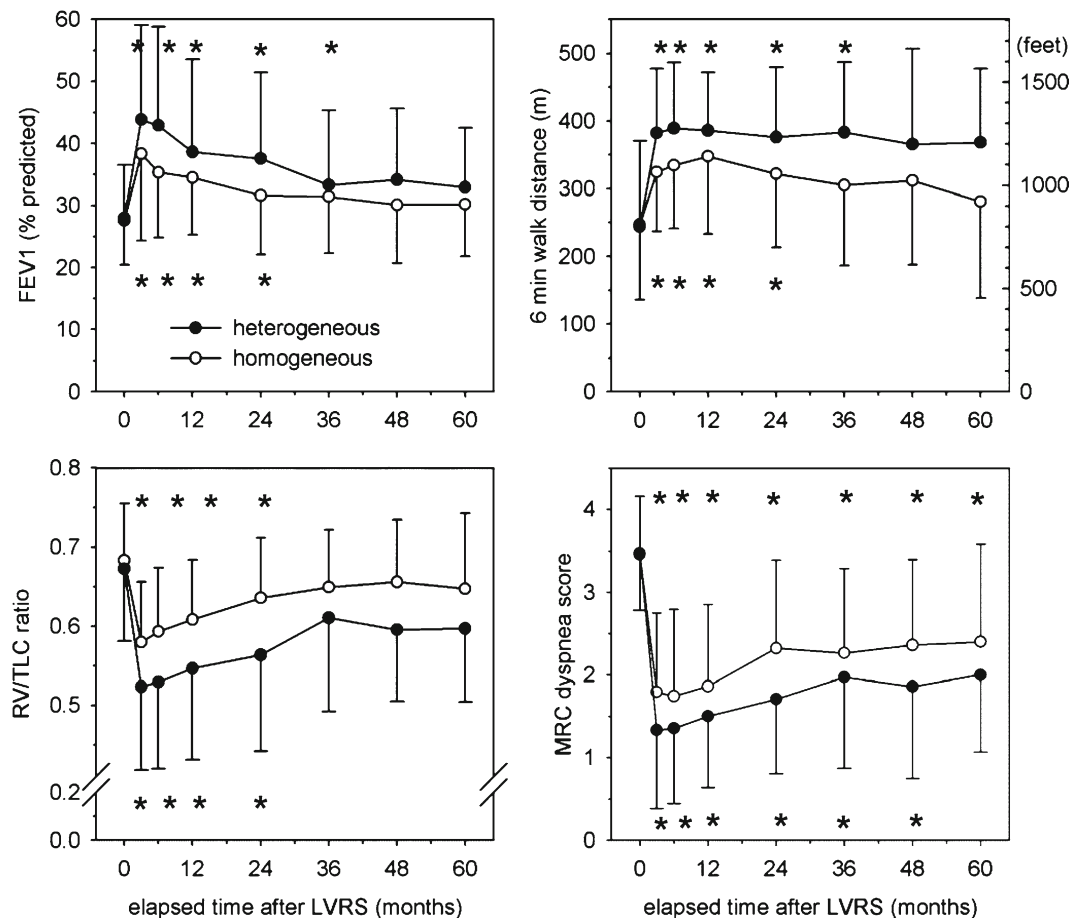 60
50
40
30
20
10
0
FEV1 (% predicted)
* * * * *
* * * *
heterogeneous
homogeneous
0 12 24 36 48 60
500
400
300
200
100
0
6 min walk distance (m)
(feet)
1500
1000
500
0
* * * * *
* * * *
0 12 24 36 48 60
0.8
0.7
0.6
0.5
0.2
0.0
RV/TLC ratio
* * * *
* * * *
0 12 24 36 48 60
elapsed time after LVRS (months)
4
3
2
1
0
MRC dyspnea score
* * * * * * *
* * * * * *
0 12 24 36 48 60
elapsed time after LVRS (months)